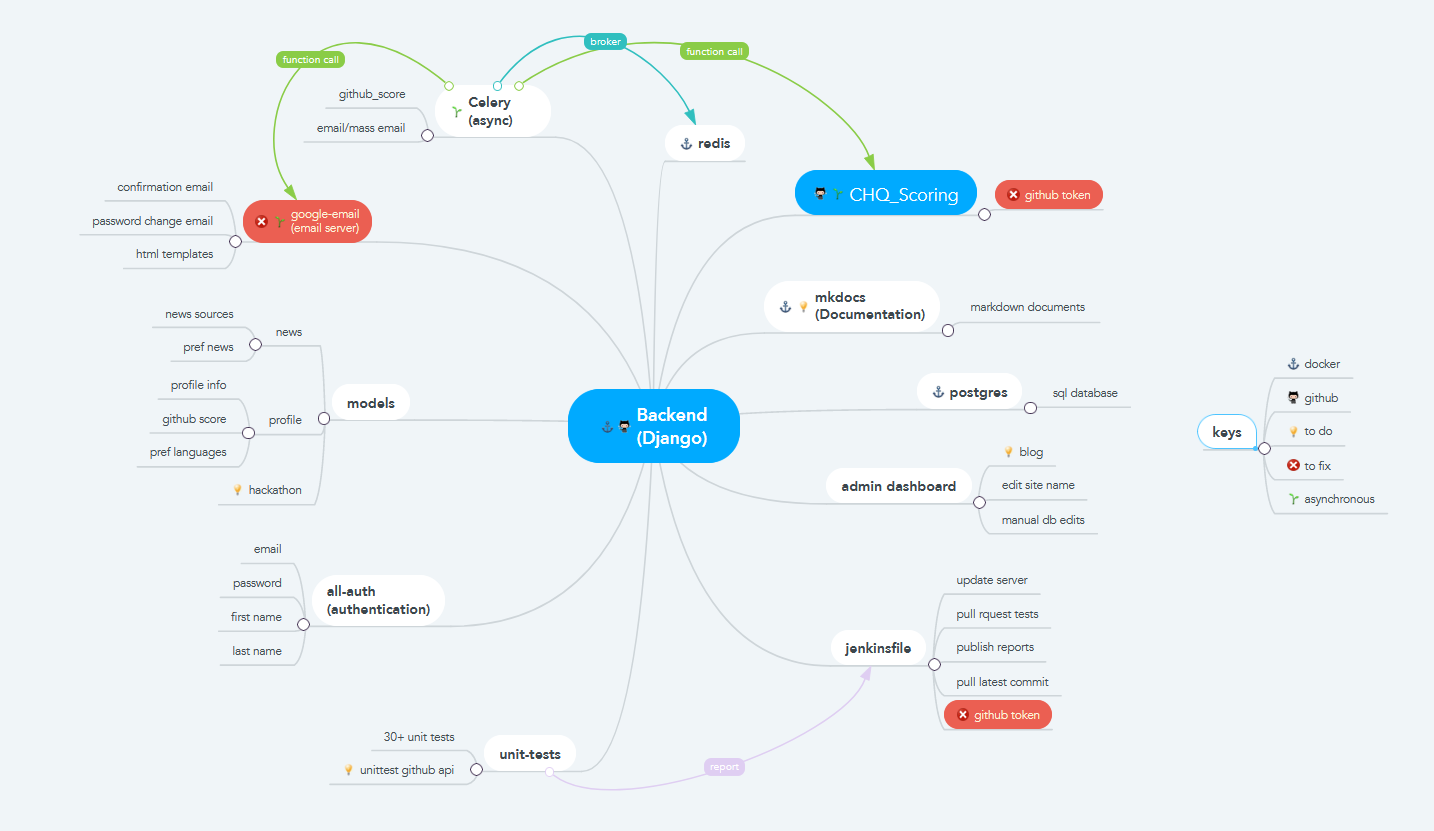 function call
broker
function call
github_score
email/mass email
Celery
(async)
redis
CHQ_Scoring
github token
confirmation email
password change email
html templates
google-email
(email server)
mkdocs
(Documentation)
markdown documents
news sources
pref news
news
profile info
github score
pref languages
profile
hackathon
models
Backend
(Django)
postgres
sql database
admin dashboard
blog
edit site name
manual db edits
keys
docker
github
to do
to fix
asynchronous
email
password
first name
last name
all-auth
(authentication)
jenkinsfile
update server
pull rquest tests
publish reports
pull latest commit
github token
30+ unit tests
unittest github api
unit-tests
report